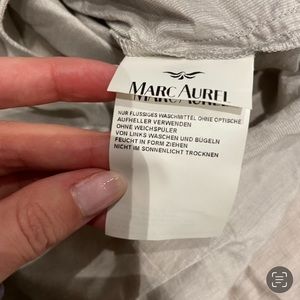 MARC AUREL
MARC AUREL
NUR FLÜSSIGES WASCHMITTEL OHNE OPTISCHE
AUFHELLER VERWENDEN
OHNE WEICHSPÜLER
VON LINKS WASCHEN UND BÜGELN
FEUCHT IN FORM ZIEHEN
NICHT IM SONNENLICHT TROCKNEN